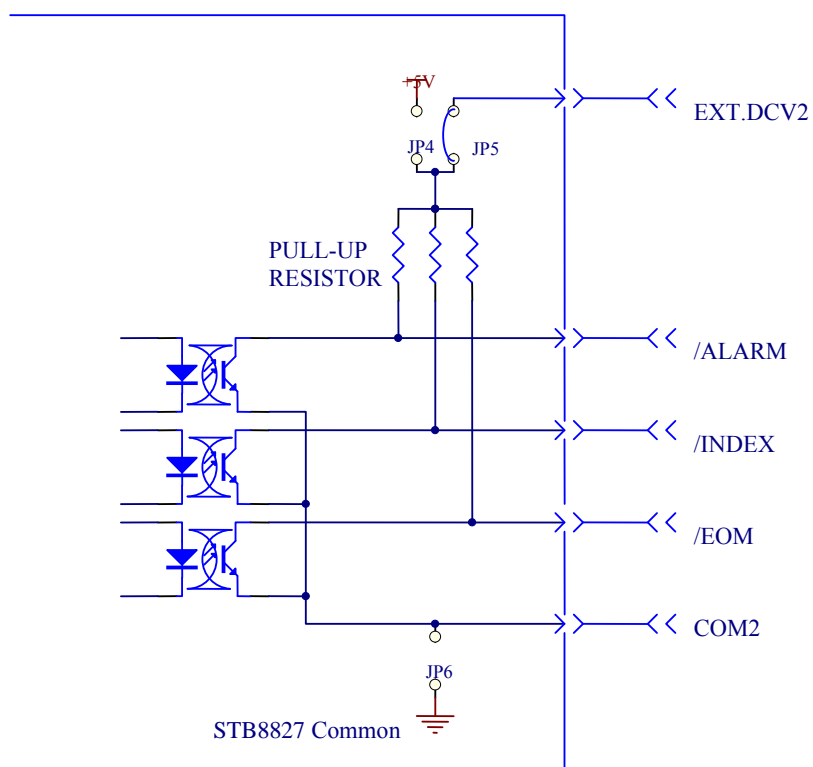 +5V
EXT.DCV2
JP4
JP5
PULL-UP
RESISTOR
/ALARM
/INDEX
/EOM
COM2
JP6
STB8827 Common